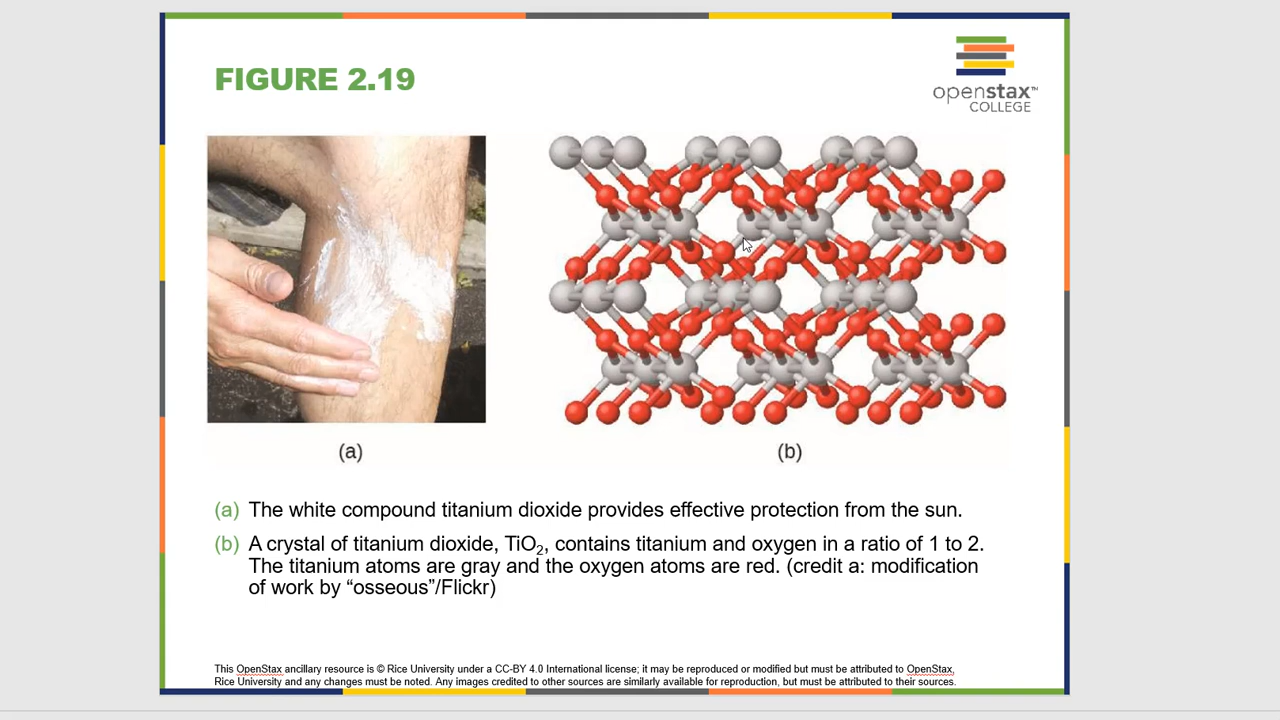 FIGURE 2.19
openstax™
COLLEGE
(a)
(b)
(a) The white compound titanium dioxide provides effective protection from the sun.
(b) A crystal of titanium dioxide, TiO₂, contains titanium and oxygen in a ratio of 1 to 2.
The titanium atoms are gray and the oxygen atoms are red. (credit a: modification
of work by “osseous”/Flickr)
This OpenStax ancillary resource is © Rice University under a CC-BY 4.0 International license; it may be reproduced or modified but must be attributed to OpenStax,
Rice University and any changes must be noted. Any images credited to other sources are similarly available for reproduction, but must be attributed to their sources.